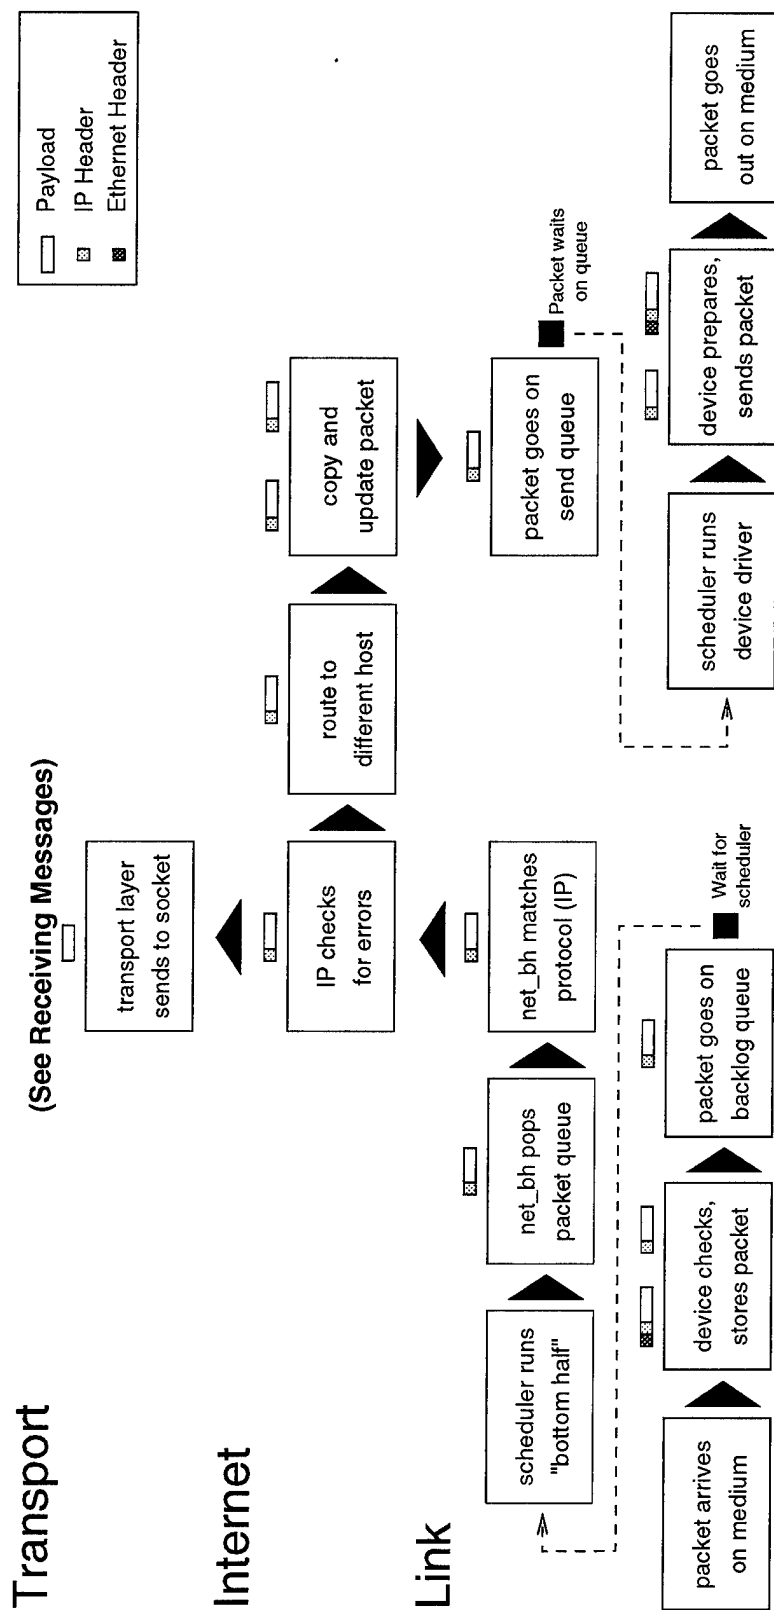 Payload
IP Header
Ethernet Header
Transport
(See Receiving Messages)
transport layer
sends to socket
Internet
IP checks
for errors
route to
different host
copy and
update packet
Link
scheduler runs
"bottom half"
net_bh pops
packet queue
net_bh matches
protocol (IP)
packet goes on
send queue
Packet waits
on queue
packet arrives
on medium
device checks,
stores packet
packet goes on
backlog queue
Wait for
scheduler
scheduler runs
device driver
device prepares,
sends packet
packet goes
out on medium